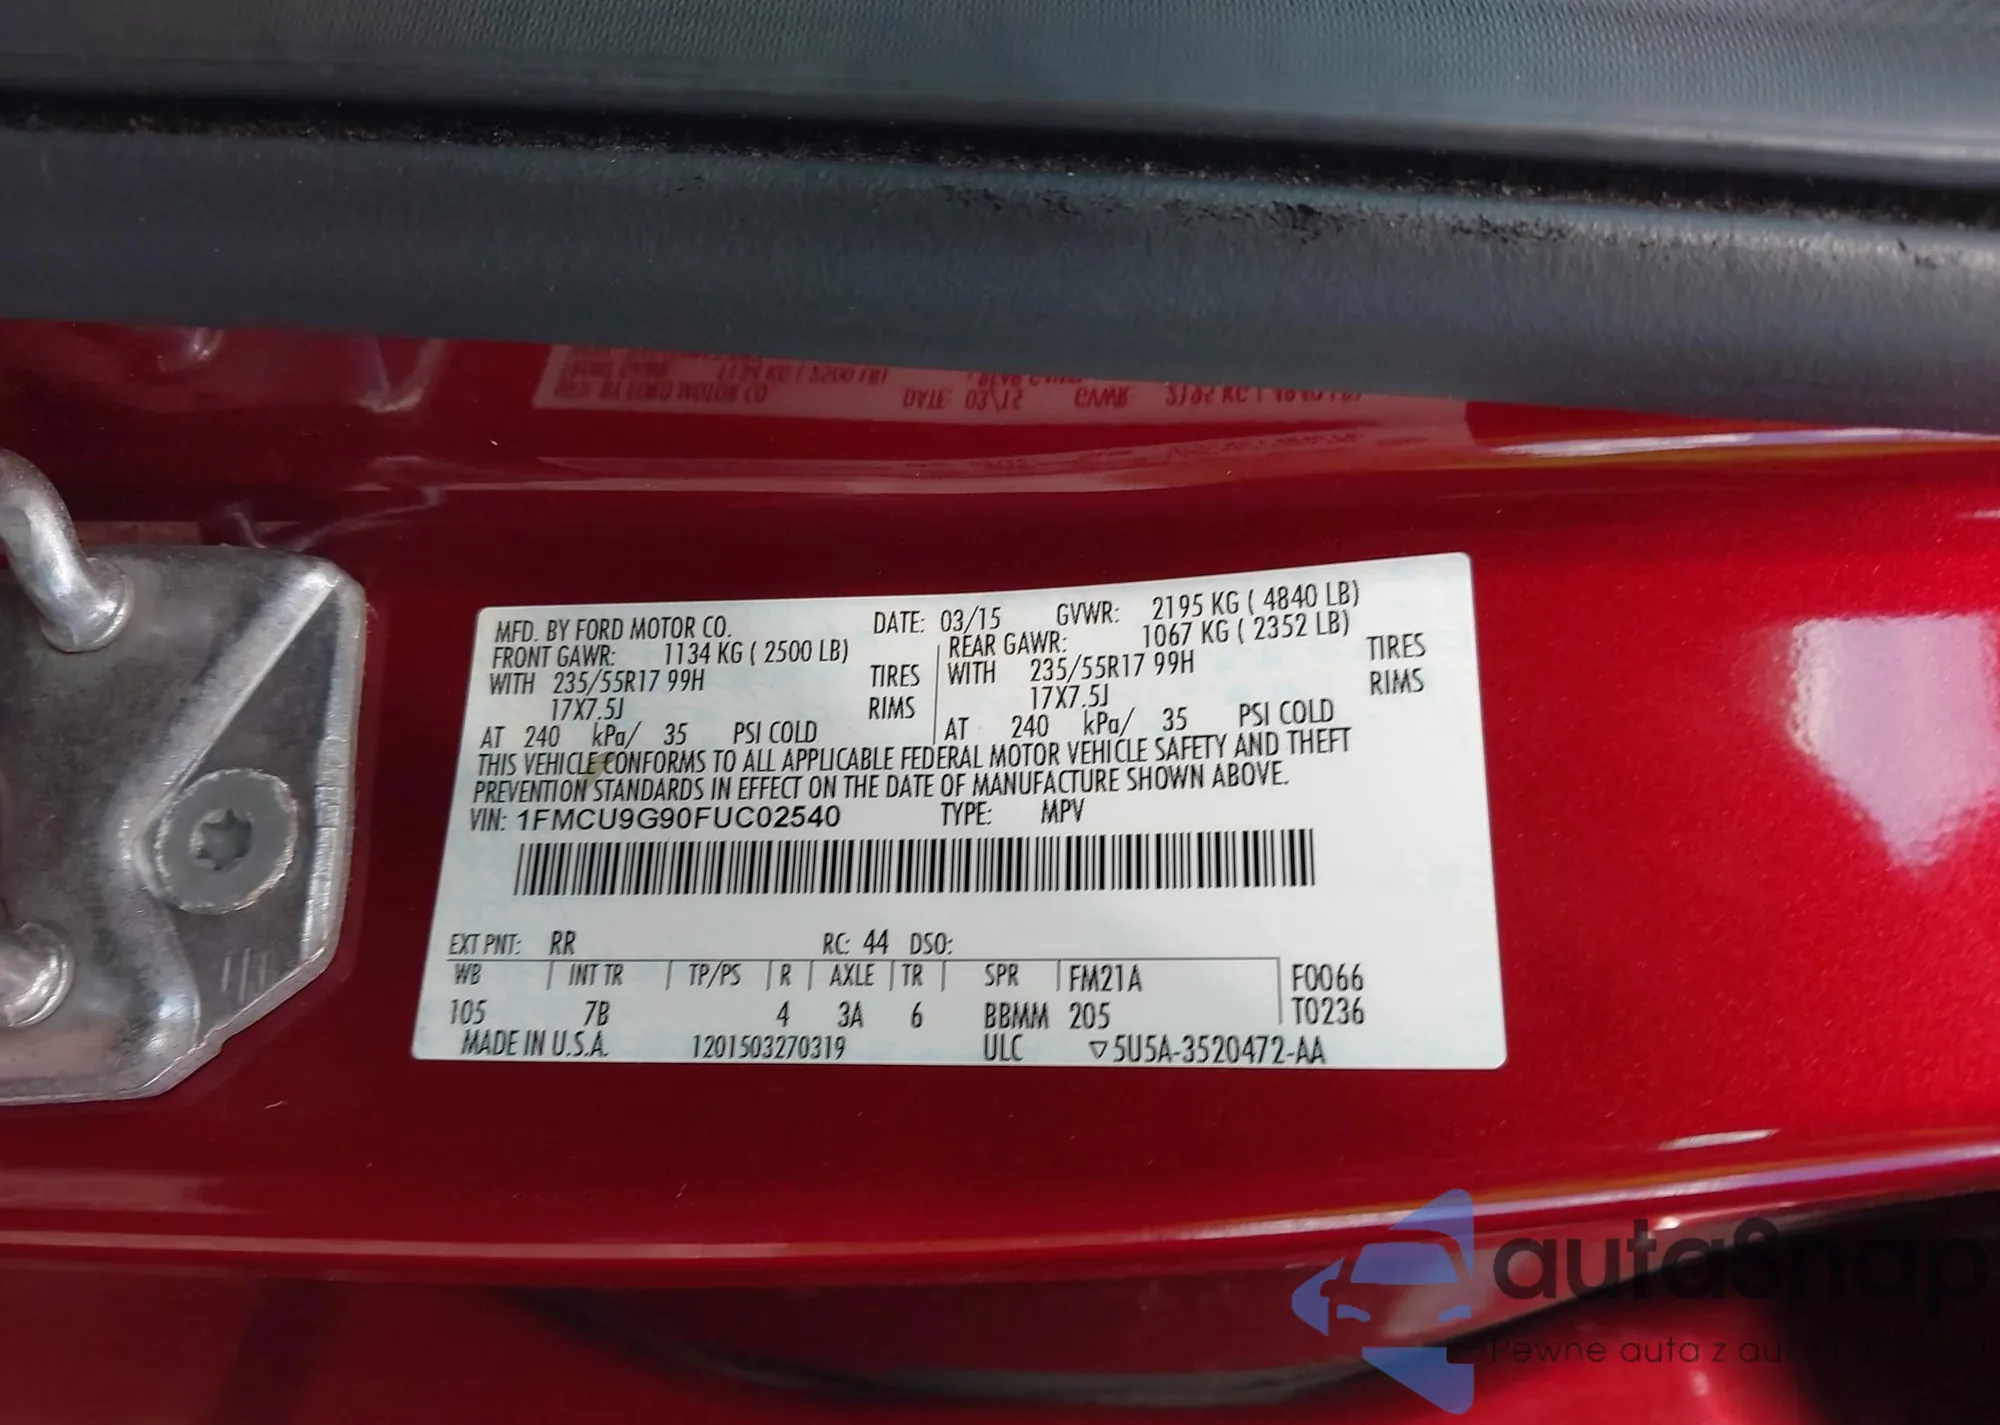 MFD. BY FORD MOTOR CO. DATE: 03/15 GVWR: 2195 KG ( 4840 LB)
FRONT GAWR: 1134 KG ( 2500 LB) REAR GAWR: 1067 KG ( 2352 LB)
WITH 235/55R17 99H TIRES WITH 235/55R17 99H TIRES
17X7.5J RIMS 17X7.5J RIMS
AT 240 kPa/ 35 PSI COLD AT 240 kPa/ 35 PSI COLD
THIS VEHICLE CONFORMS TO ALL APPLICABLE FEDERAL MOTOR VEHICLE SAFETY AND THEFT
PREVENTION STANDARDS IN EFFECT ON THE DATE OF MANUFACTURE SHOWN ABOVE.
VIN: 1FMCU9G90FUC02540 TYPE: MPV
EXT PNT: RR RC: 44 DSO:
WB INT TR TP/PS R AXLE TR SPR FM21A F0066
105 7B 4 3A 6 BBMM 205 T0236
MADE IN U.S.A. 1201503270319 ULC ▽5U5A-3520472-AA
autaSnap
Pewne auta z